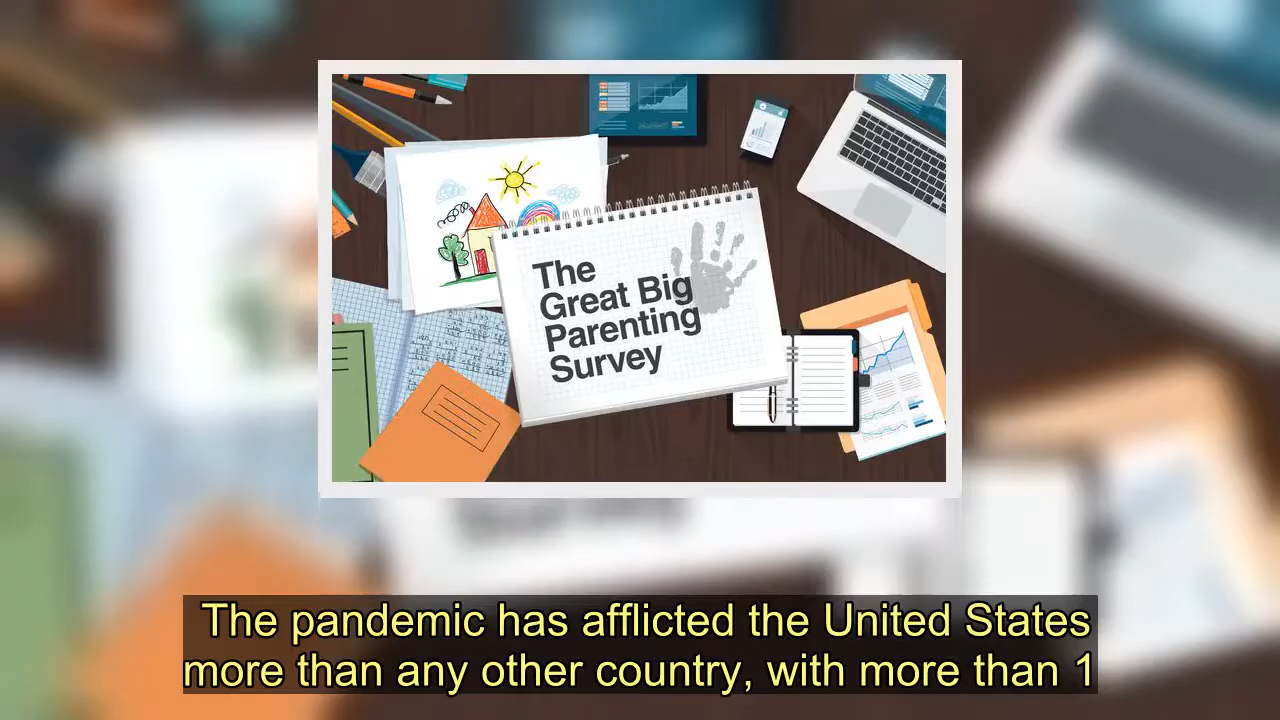 The
Great Big
Parenting
Survey
The pandemic has afflicted the United States
more than any other country, with more than 1